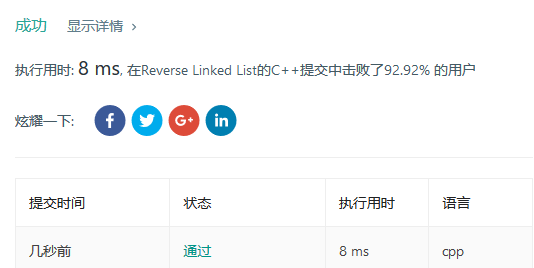 成功 显示详情 ›
执行用时: 8 ms, 在Reverse Linked List的C++提交中击败了92.92% 的用户
炫耀一下:
提交时间 状态 执行用时 语言
几秒前 通过 8 ms cpp